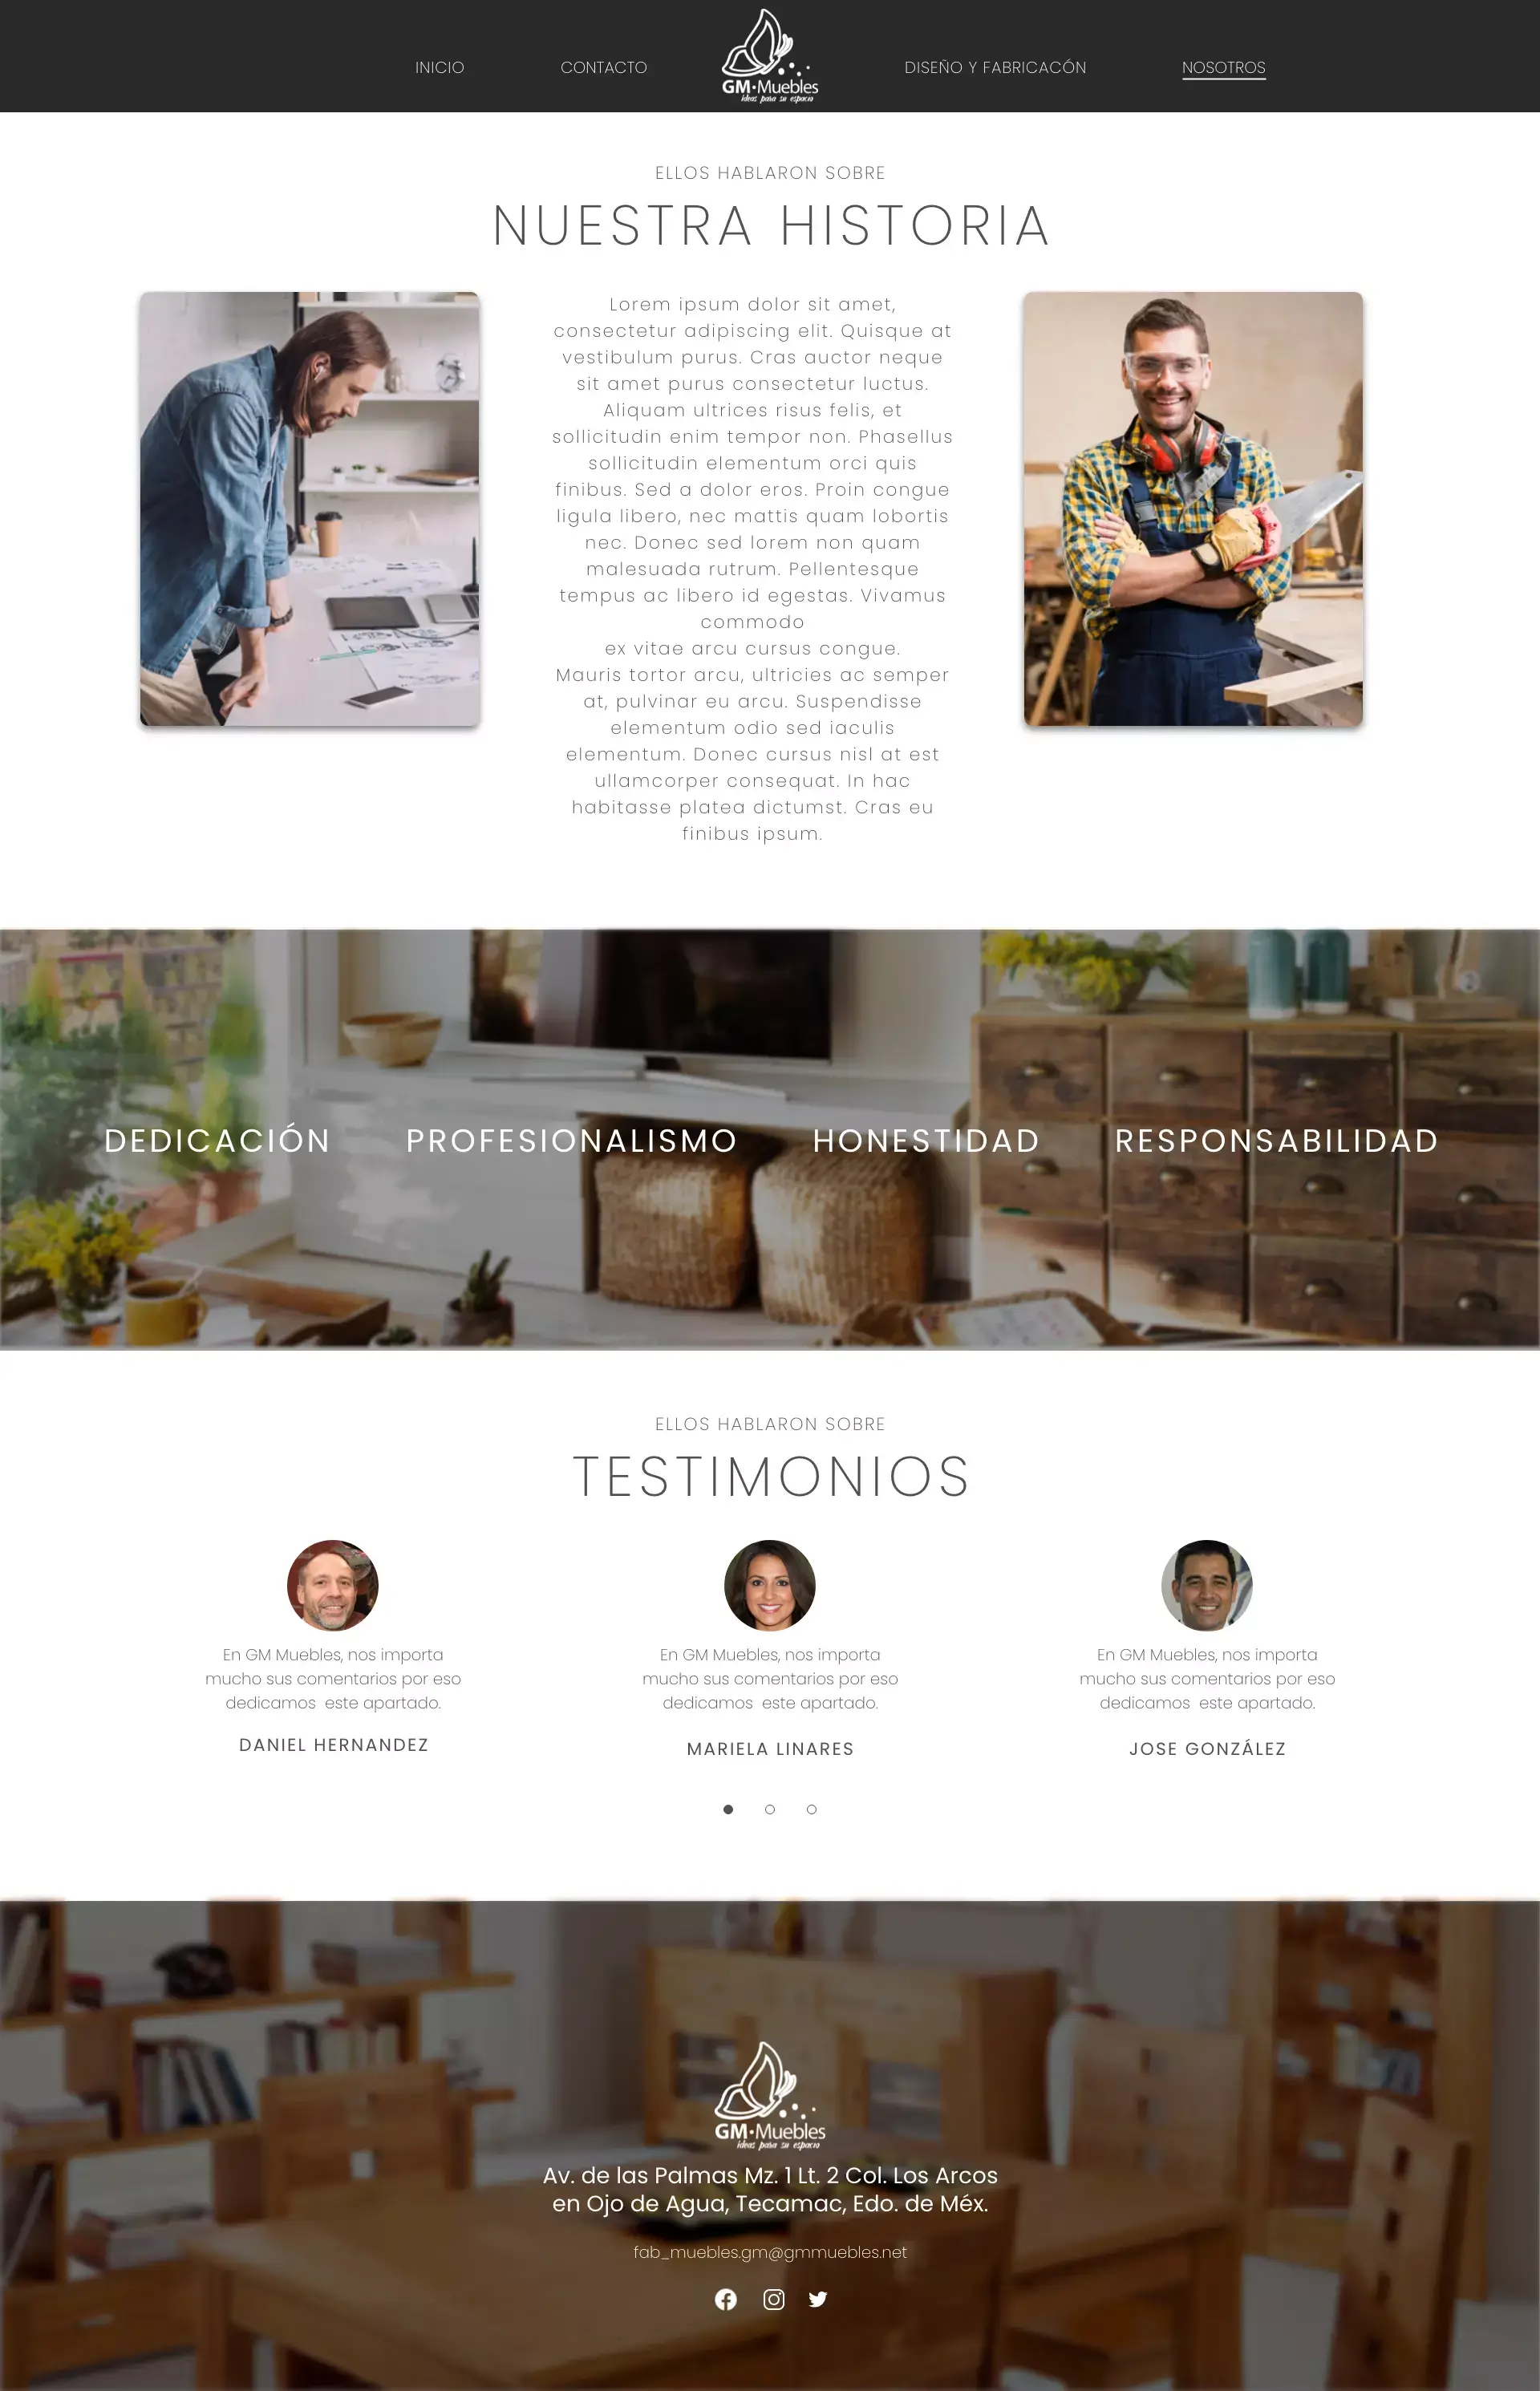 INICIO
CONTACTO
GM·Muebles
ideas para su espacio
DISEÑO Y FABRICACÓN
NOSOTROS
ELLOS HABLARON SOBRE
NUESTRA HISTORIA
Lorem ipsum dolor sit amet,
consectetur adipiscing elit. Quisque at
vestibulum purus. Cras auctor neque
sit amet purus consectetur luctus.
Aliquam ultrices risus felis, et
sollicitudin enim tempor non. Phasellus
sollicitudin elementum orci quis
finibus. Sed a dolor eros. Proin congue
ligula libero, nec mattis quam lobortis
nec. Donec sed lorem non quam
malesuada rutrum. Pellentesque
tempus ac libero id egestas. Vivamus
commodo
ex vitae arcu cursus congue.
Mauris tortor arcu, ultricies ac semper
at, pulvinar eu arcu. Suspendisse
elementum odio sed iaculis
elementum. Donec cursus nisl at est
ullamcorper consequat. In hac
habitasse platea dictumst. Cras eu
finibus ipsum.
DEDICACIÓN
PROFESIONALISMO
HONESTIDAD
RESPONSABILIDAD
ELLOS HABLARON SOBRE
TESTIMONIOS
En GM Muebles, nos importa
mucho sus comentarios por eso
dedicamos este apartado.
DANIEL HERNANDEZ
En GM Muebles, nos importa
mucho sus comentarios por eso
dedicamos este apartado.
MARIELA LINARES
En GM Muebles, nos importa
mucho sus comentarios por eso
dedicamos este apartado.
JOSE GONZÁLEZ
GM·Muebles
ideas para su espacio
Av. de las Palmas Mz. 1 Lt. 2 Col. Los Arcos
en Ojo de Agua, Tecamac, Edo. de Méx.
fab_muebles.gm@gmmuebles.net